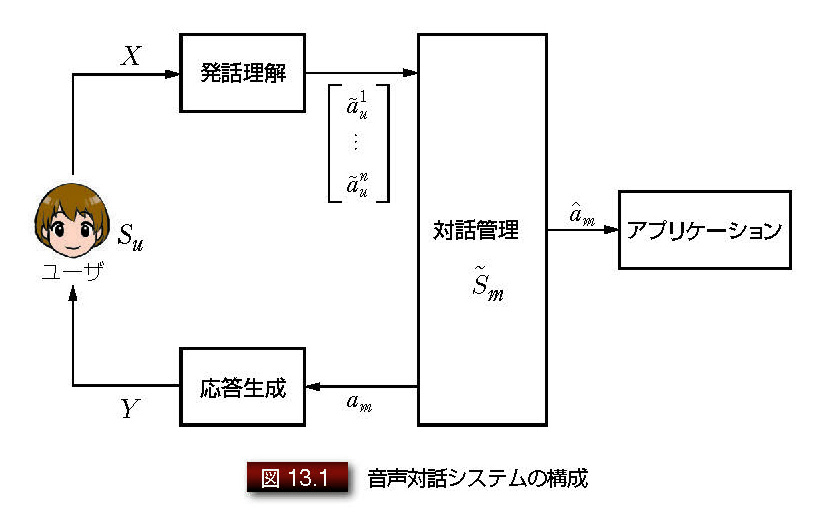 X
発話理解
ã_u^1
⋮
ã_u^n
S_u
ユーザ
対話管理
S̃_m
â_m
アプリケーション
応答生成
Y
a_m
図 13.1 音声対話システムの構成